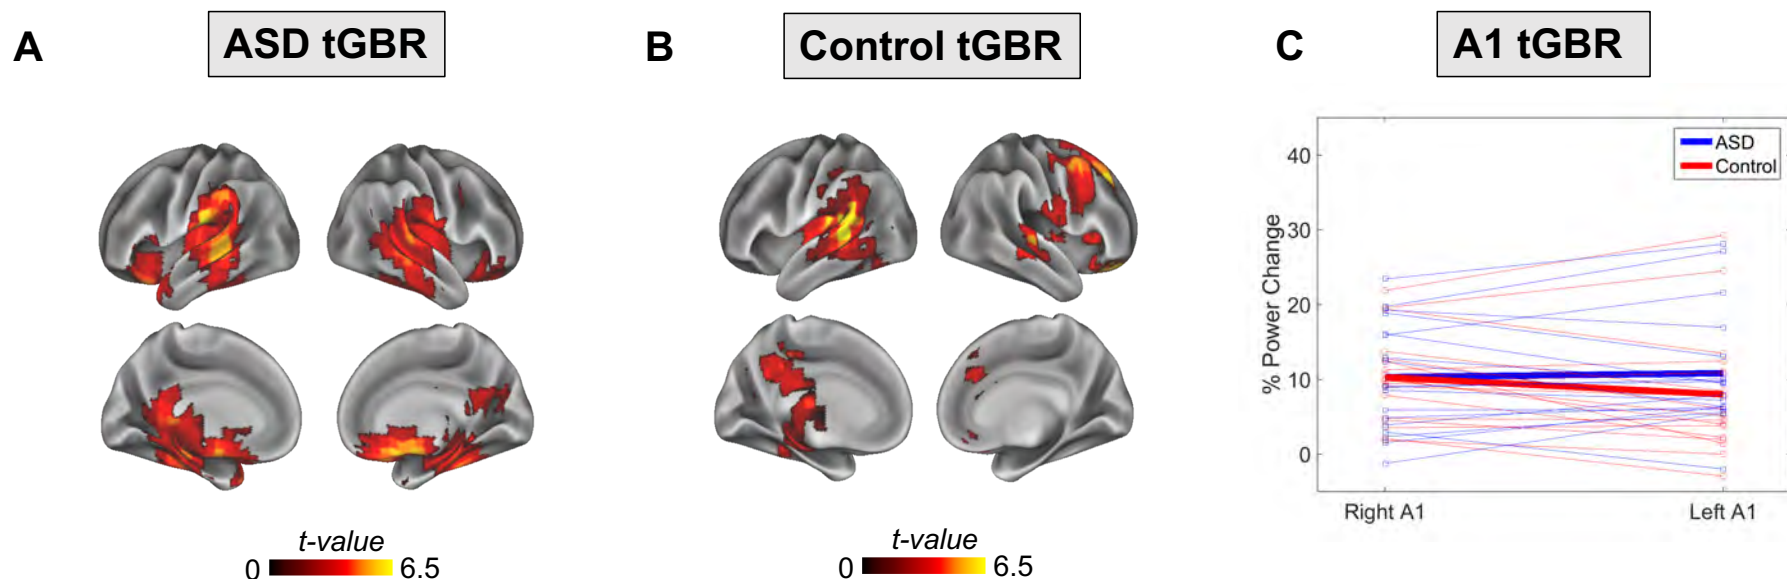 A
ASD tGBR
B
Control tGBR
C
A1 tGBR
t-value
0 6.5
t-value
0 6.5
ASD
Control
% Power Change
40
30
20
10
0
Right A1
Left A1